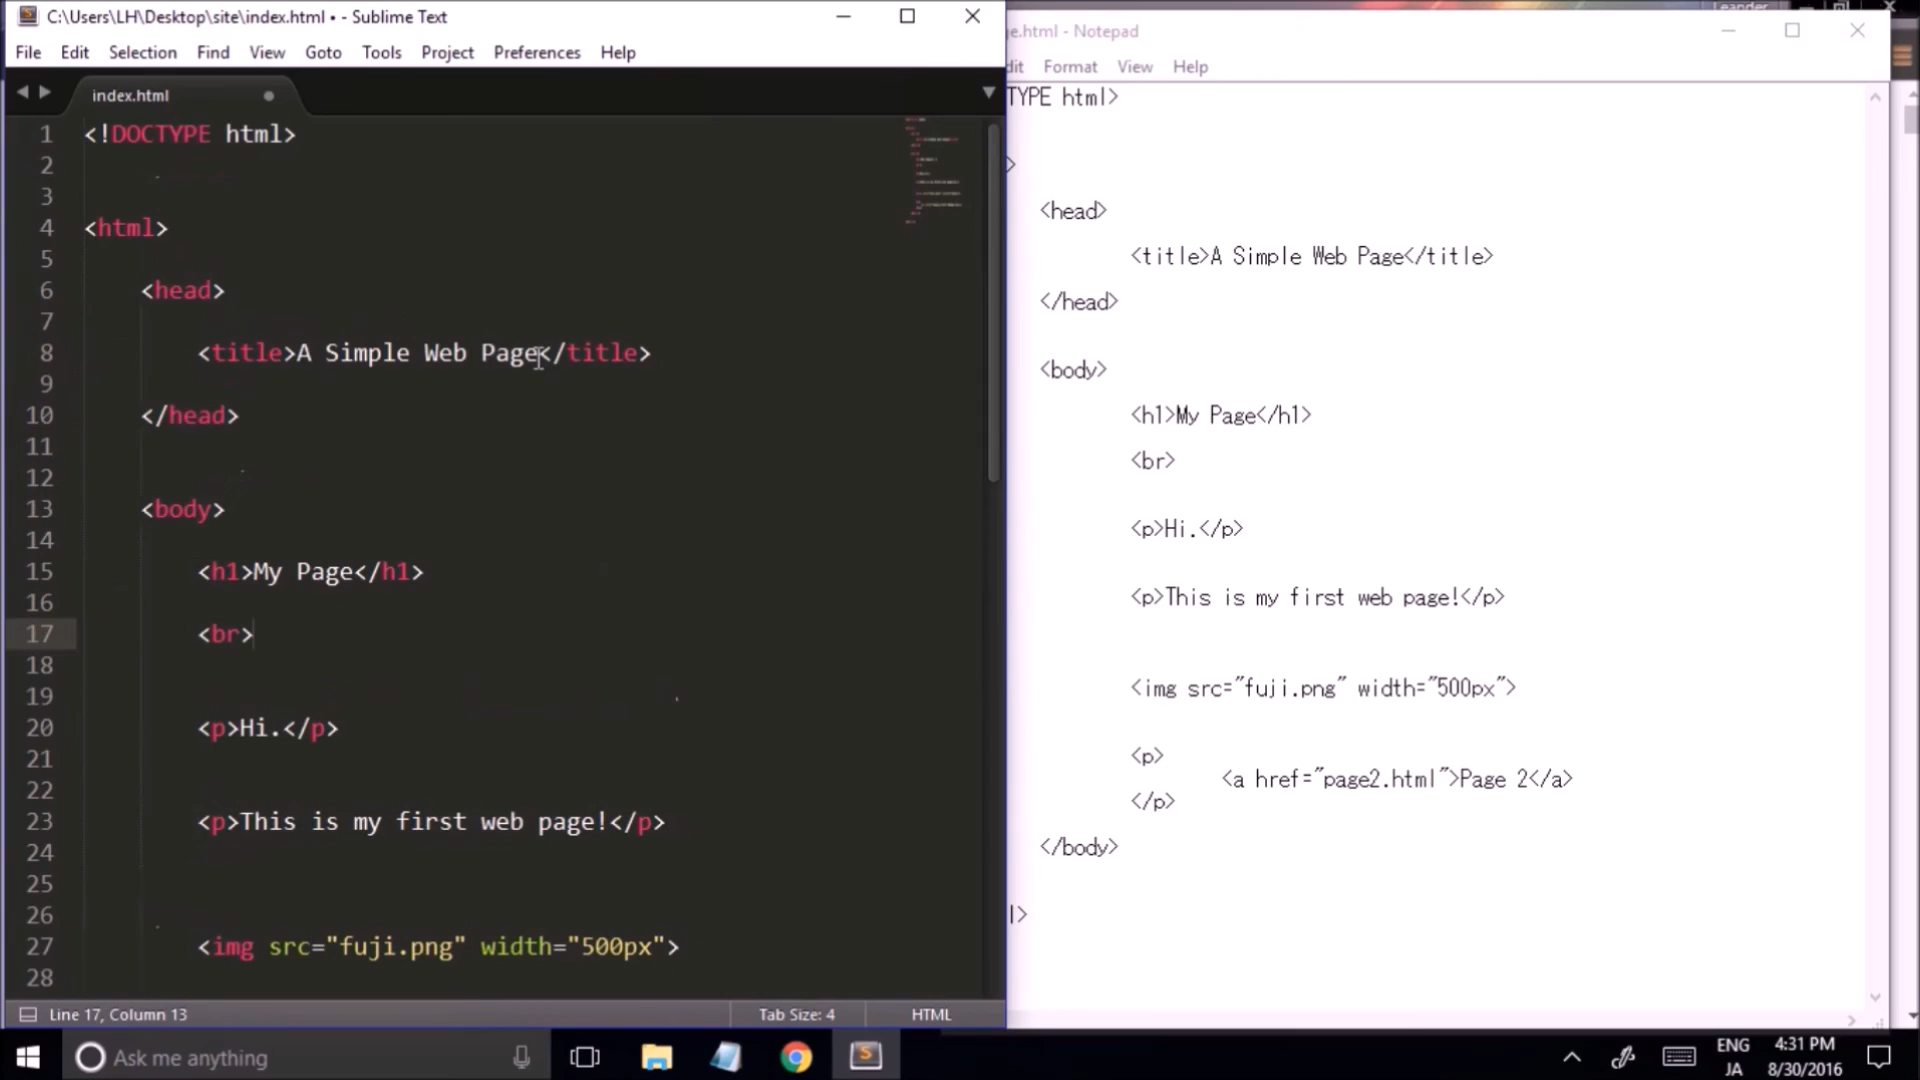 C:\Users\LH\Desktop\site\index.html • - Sublime Text
File Edit Selection Find View Goto Tools Project Preferences Help
index.html
1 <!DOCTYPE html>
2
3
4 <html>
5
6 <head>
7
8 <title>A Simple Web Page</title>
9
10 </head>
11
12
13 <body>
14
15 <h1>My Page</h1>
16
17 <br>
18
19
20 <p>Hi.</p>
21
22
23 <p>This is my first web page!</p>
24
25
26
27 <img src="fuji.png" width="500px">
28
Line 17, Column 13
Tab Size: 4
HTML
Leander
e.html - Notepad
dit Format View Help
TYPE html>
>
<head>
<title>A Simple Web Page</title>
</head>
<body>
<h1>My Page</h1>
<br>
<p>Hi.</p>
<p>This is my first web page!</p>
<img src="fuji.png" width="500px">
<p>
<a href="page2.html">Page 2</a>
</p>
</body>
l>
Ask me anything
ENG
JA
4:31 PM
8/30/2016